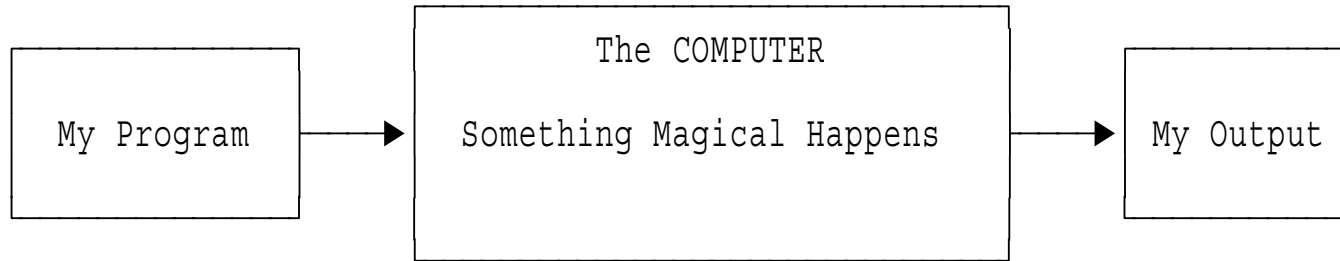 The COMPUTER
My Program
Something Magical Happens
My Output